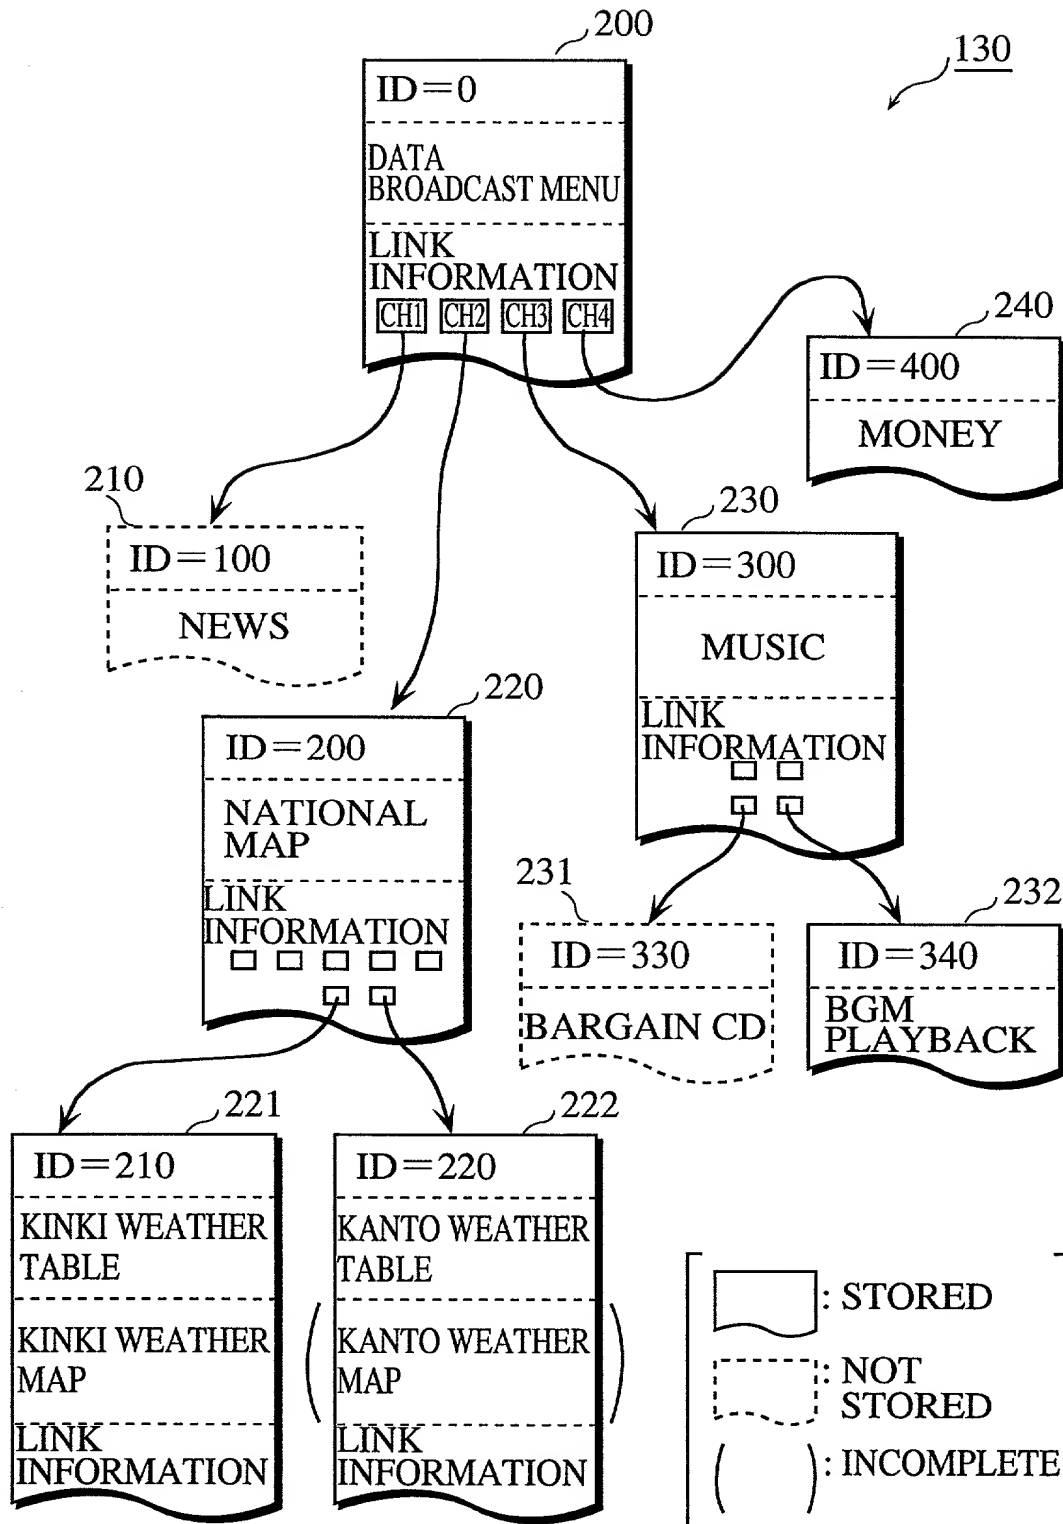 200
130
ID=0
DATA
BROADCAST MENU
LINK
INFORMATION
CH1 CH2 CH3 CH4
240
ID=400
MONEY
210
ID=100
NEWS
230
ID=300
MUSIC
LINK
INFORMATION
220
ID=200
NATIONAL
MAP
LINK
INFORMATION
231
ID=330
BARGAIN CD
232
ID=340
BGM
PLAYBACK
221
ID=210
KINKI WEATHER
TABLE
KINKI WEATHER
MAP
LINK
INFORMATION
222
ID=220
KANTO WEATHER
TABLE
( KANTO WEATHER
MAP )
LINK
INFORMATION
: STORED
: NOT
STORED
( ) : INCOMPLETE